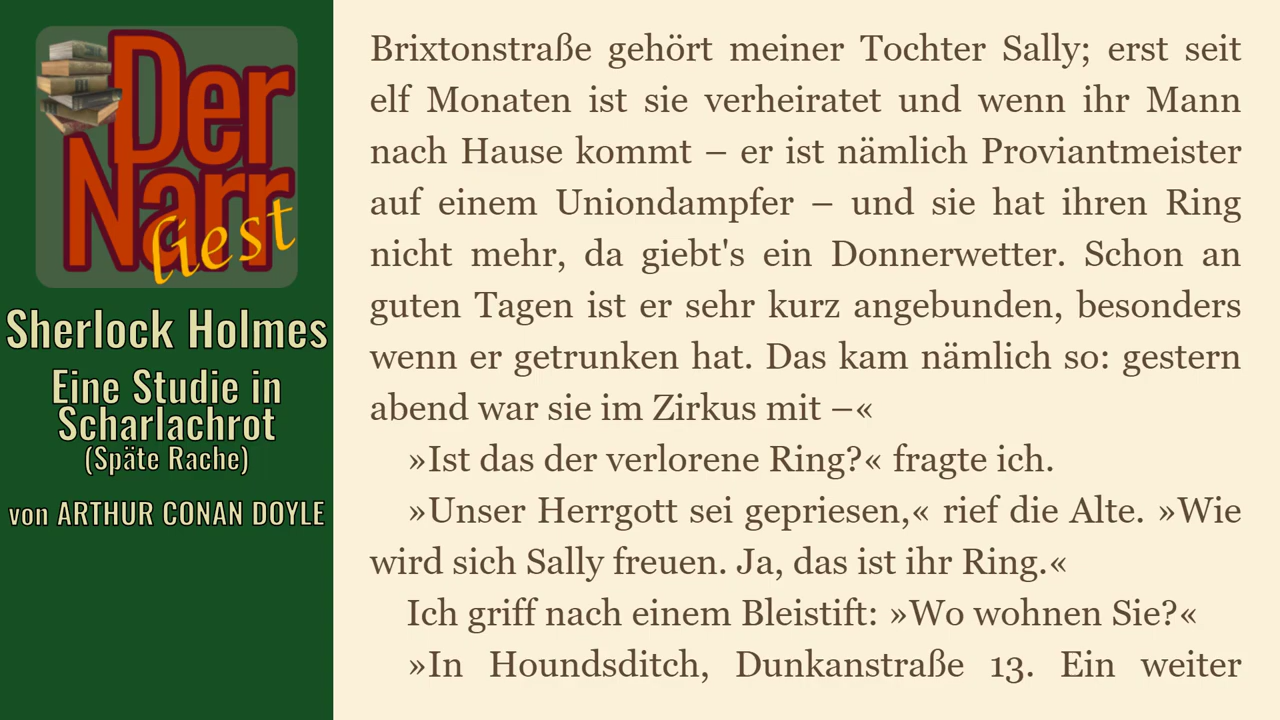 Der
Narr
liest
Sherlock Holmes
Eine Studie in
Scharlachrot
(Späte Rache)
von ARTHUR CONAN DOYLE
Brixtonstraße gehört meiner Tochter Sally; erst seit
elf Monaten ist sie verheiratet und wenn ihr Mann
nach Hause kommt – er ist nämlich Proviantmeister
auf einem Uniondampfer – und sie hat ihren Ring
nicht mehr, da giebt's ein Donnerwetter. Schon an
guten Tagen ist er sehr kurz angebunden, besonders
wenn er getrunken hat. Das kam nämlich so: gestern
abend war sie im Zirkus mit –«
»Ist das der verlorene Ring?« fragte ich.
»Unser Herrgott sei gepriesen,« rief die Alte. »Wie
wird sich Sally freuen. Ja, das ist ihr Ring.«
Ich griff nach einem Bleistift: »Wo wohnen Sie?«
»In Houndsditch, Dunkanstraße 13. Ein weiter